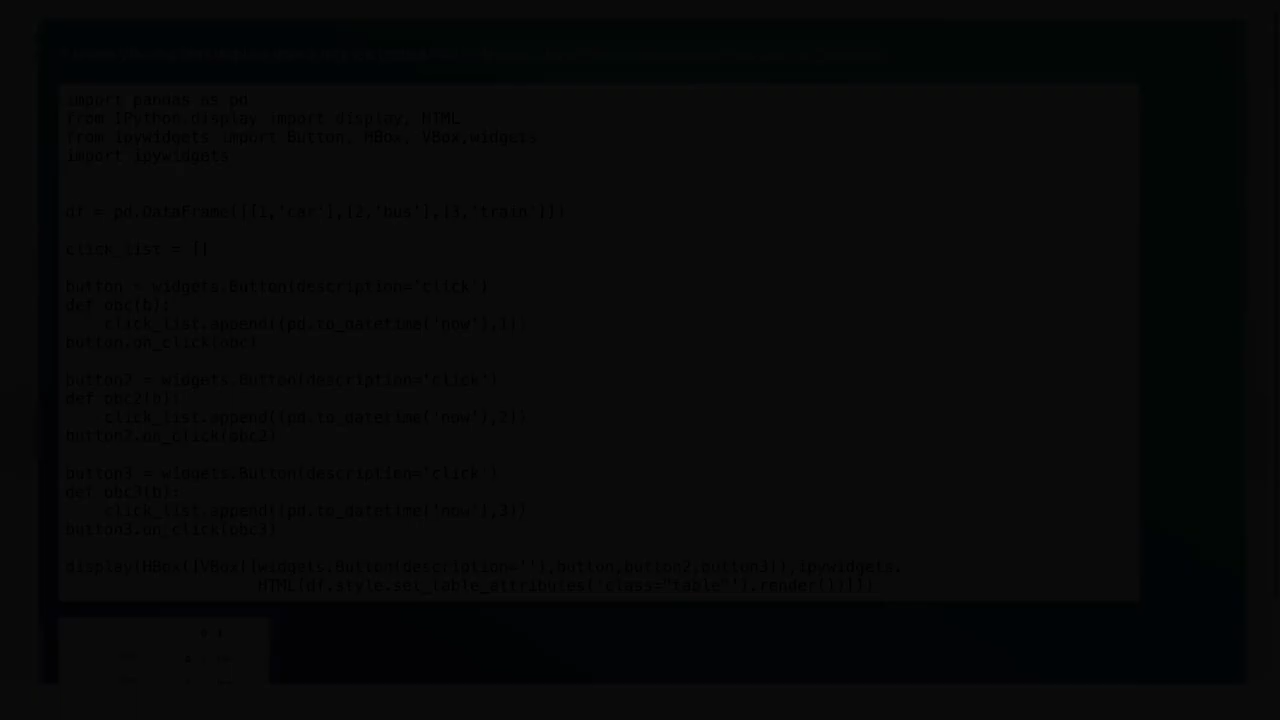 import pandas as pd
from IPython.display import display, HTML
from ipywidgets import Button, HBox, VBox,widgets
import ipywidgets
df = pd.DataFrame([[1,'car'],[2,'bus'],[3,'train']])
click_list = []
button = widgets.Button(description='click')
def obc(b):
click_list.append((pd.to_datetime('now'),1))
button.on_click(obc)
button2 = widgets.Button(description='click')
def obc2(b):
click_list.append((pd.to_datetime('now'),2))
button2.on_click(obc2)
button3 = widgets.Button(description='click')
def obc3(b):
click_list.append((pd.to_datetime('now'),3))
button3.on_click(obc3)
display(HBox([VBox([widgets.Button(description=''),button,button2,button3]),ipywidgets.
HTML(df.style.set_table_attributes('class="table"').render())]))